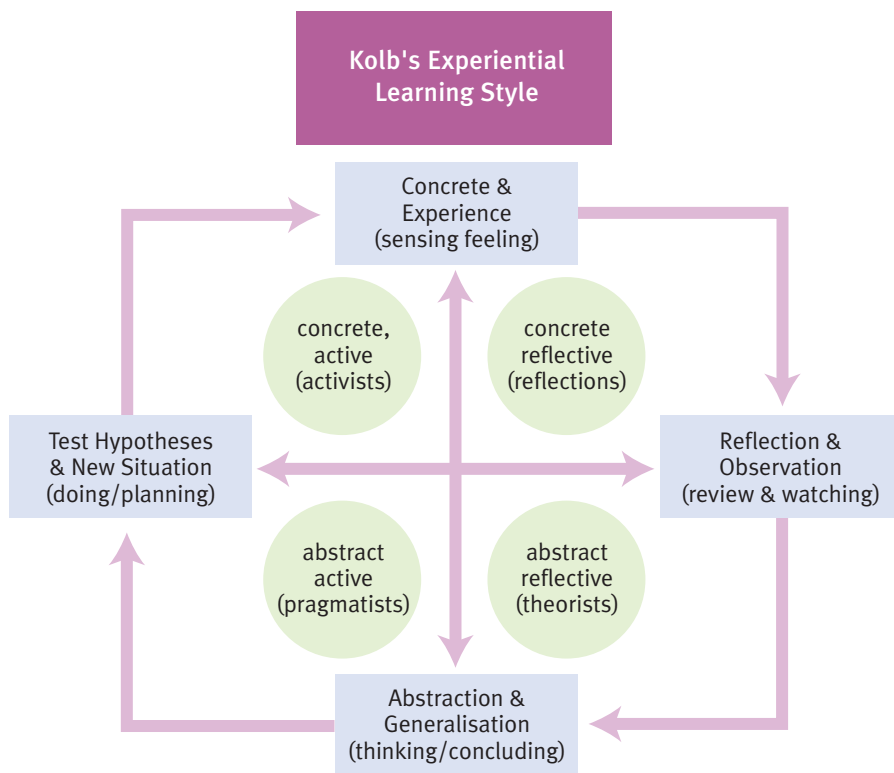 Kolb's Experiential
Learning Style
Concrete &
Experience
(sensing feeling)
concrete,
active
(activists)
concrete
reflective
(reflections)
Test Hypotheses
& New Situation
(doing/planning)
Reflection &
Observation
(review & watching)
abstract
active
(pragmatists)
abstract
reflective
(theorists)
Abstraction &
Generalisation
(thinking/concluding)